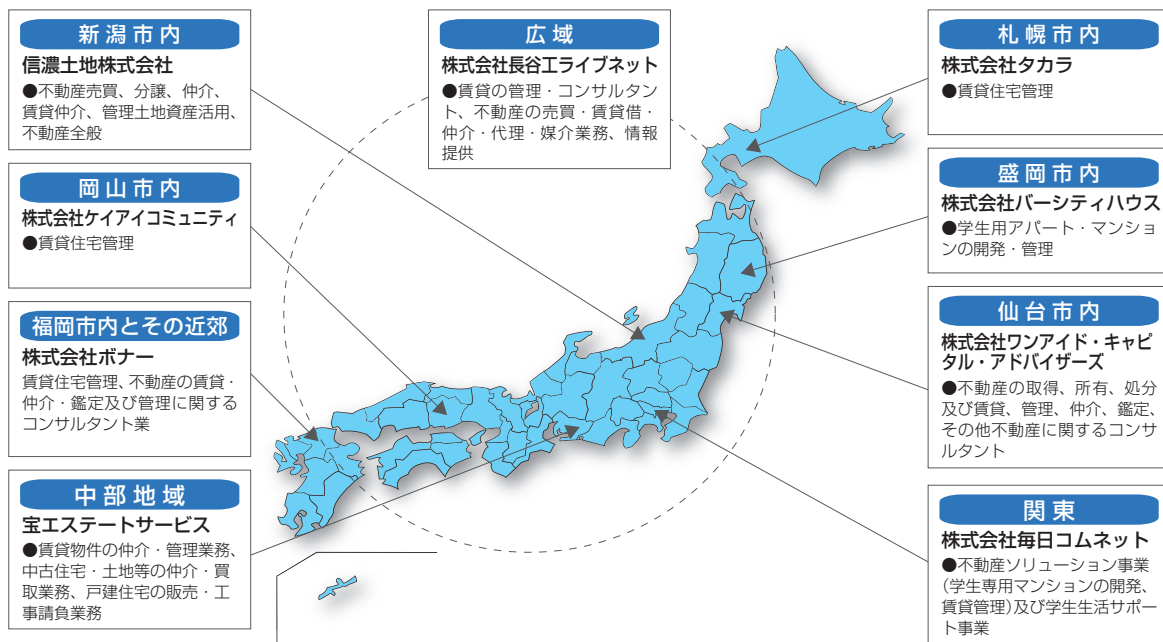 新潟市内
信濃土地株式会社
●不動産売買、分譲、仲介、
賃貸仲介、管理土地資産活用、
不動産全般
岡山市内
株式会社ケイアイコミュニティ
●賃貸住宅管理
福岡市内とその近郊
株式会社ボナー
賃貸住宅管理、不動産の賃貸・
仲介・鑑定及び管理に関する
コンサルタント業
中部地域
宝エステートサービス
●賃貸物件の仲介・管理業務、
中古住宅・土地等の仲介・買
取業務、戸建住宅の販売・工
事請負業務
広域
株式会社長谷工ライブネット
●賃貸の管理・コンサルタン
ト、不動産の売買・賃貸借・
仲介・代理・媒介業務、情報
提供
札幌市内
株式会社タカラ
●賃貸住宅管理
盛岡市内
株式会社バーシティハウス
●学生用アパート・マンショ
ンの開発・管理
仙台市内
株式会社ワンアイド・キャピ
タル・アドバイザーズ
●不動産の取得、所有、処分
及び賃貸、管理、仲介、鑑定、
その他不動産に関するコンサ
ルタント
関東
株式会社毎日コムネット
●不動産ソリューション事業
(学生専用マンションの開発、
賃貸管理)及び学生生活サポー
ト事業